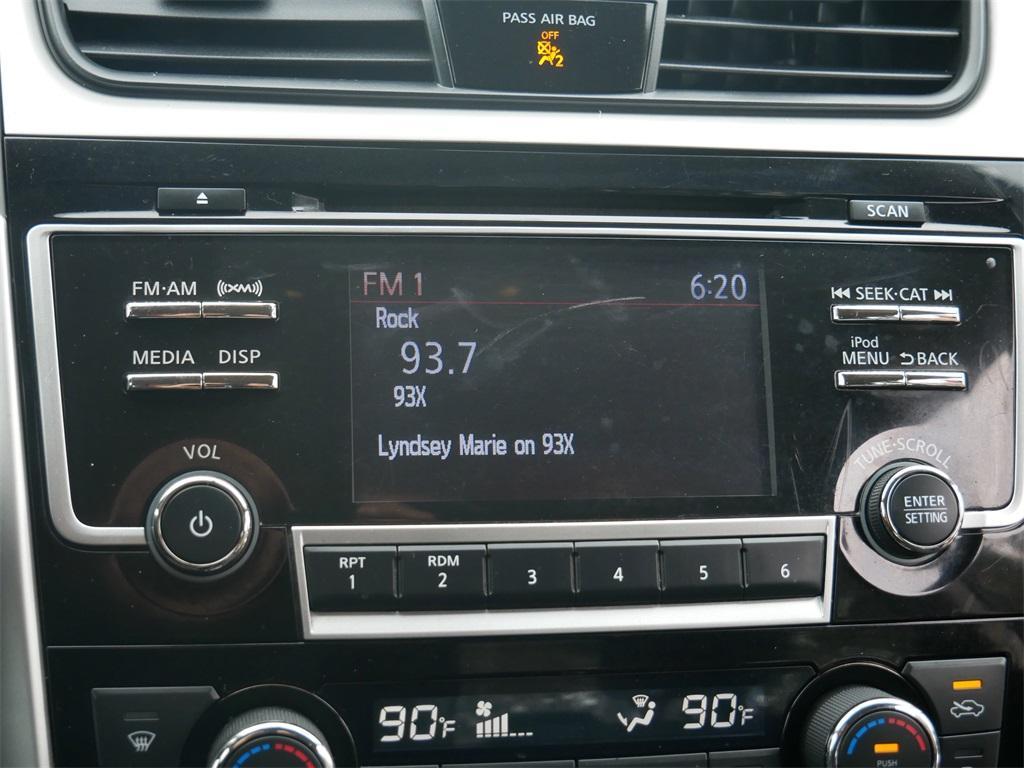 PASS AIR BAG
OFF
2
SCAN
FM·AM ((XM))
FM 1 6:20
SEEK·CAT
Rock
93.7
iPod
MEDIA DISP
MENU BACK
93X
Lyndsey Marie on 93X
VOL
TUNE·SCROLL
ENTER
SETTING
RPT RDM
1 2 3 4 5 6
90°F 90°F
PUSH